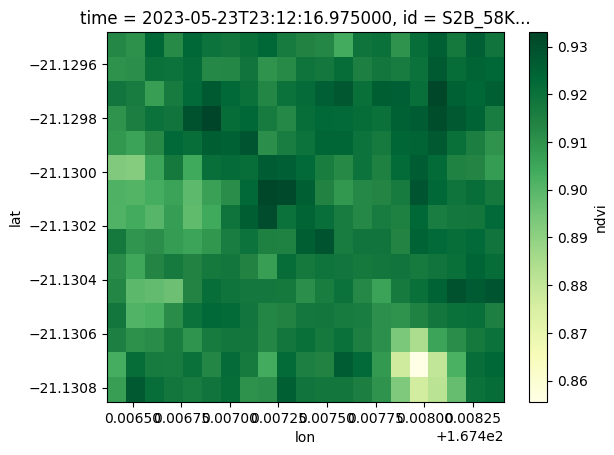 time = 2023-05-23T23:12:16.975000, id = S2B_58K...
−21.1296
−21.1298
−21.1300
−21.1302
−21.1304
−21.1306
−21.1308
lat
0.00650 0.00675 0.00700 0.00725 0.00750 0.00775 0.00800 0.00825
+1.674e2
lon
0.93
0.92
0.91
0.90
0.89
0.88
0.87
0.86
ndvi